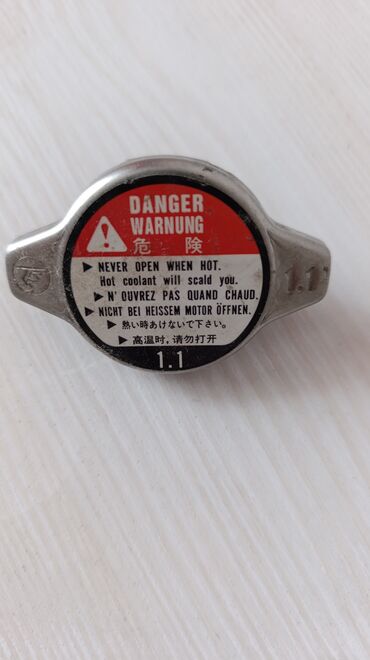 DANGER
WARNUNG
危 険
▶ NEVER OPEN WHEN HOT.
Hot coolant will scald you.
▶ N'OUVREZ PAS QUAND CHAUD.
▶ NICHT BEI HEISSEM MOTOR ÖFFNEN.
▶ 熱い時あけないで下さい。
▶ 高温时,请勿打开
1.1
1.1